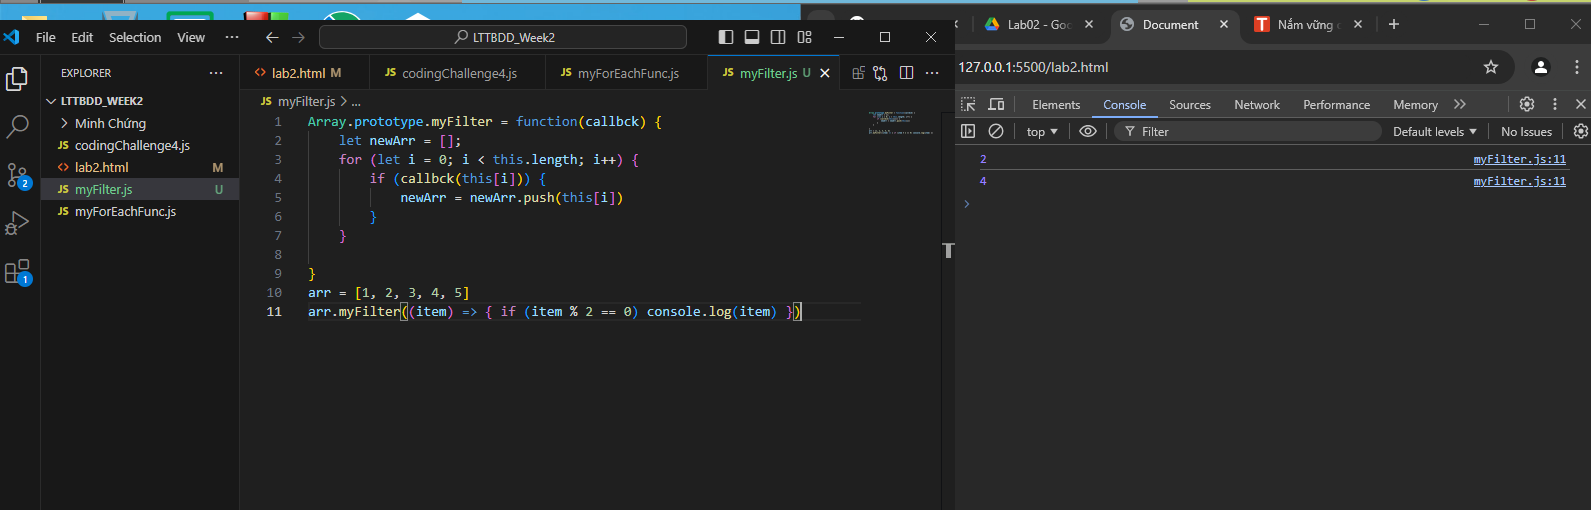 File Edit Selection View ··· LTTBDD_Week2
Lab02 - Goc Document Nắm vững c
127.0.0.1:5500/lab2.html
EXPLORER ···
LTTBDD_WEEK2
Minh Chứng
JS codingChallenge4.js
<> lab2.html M
JS myFilter.js U
JS myForEachFunc.js
2
1
<> lab2.html M JS codingChallenge4.js JS myForEachFunc.js JS myFilter.js U
JS myFilter.js > ...
1 Array.prototype.myFilter = function(callbck) {
2 let newArr = [];
3 for (let i = 0; i < this.length; i++) {
4 if (callbck(this[i])) {
5 newArr = newArr.push(this[i])
6 }
7 }
8
9 }
10 arr = [1, 2, 3, 4, 5]
11 arr.myFilter((item) => { if (item % 2 == 0) console.log(item) })
Elements Console Sources Network Performance Memory
top Filter Default levels No Issues
2 myFilter.js:11
4 myFilter.js:11